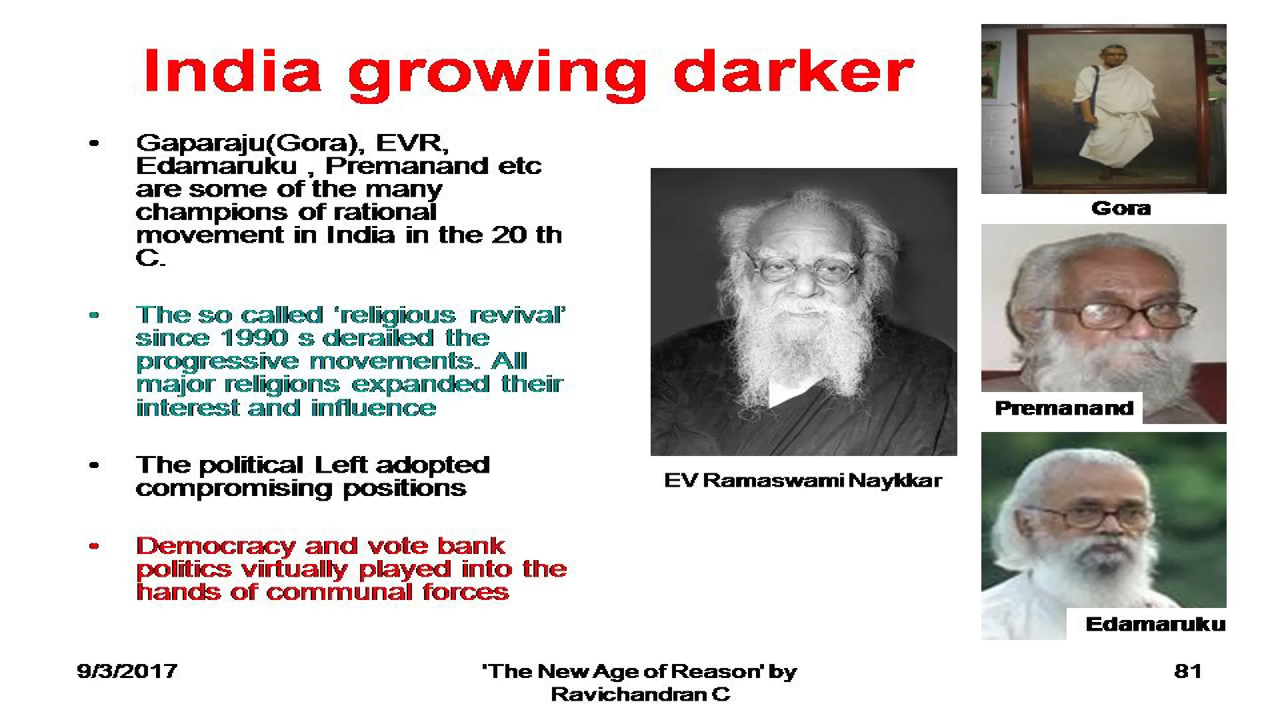 India growing darker
• Gaparaju(Gora), EVR,
Edamaruku , Premanand etc
are some of the many
champions of rational
movement in India in the 20 th
C.
• The so called ‘religious revival’
since 1990 s derailed the
progressive movements. All
major religions expanded their
interest and influence
• The political Left adopted
compromising positions
• Democracy and vote bank
politics virtually played into the
hands of communal forces
EV Ramaswami Naykkar
Gora
Premanand
Edamaruku
9/3/2017
'The New Age of Reason' by
Ravichandran C
81